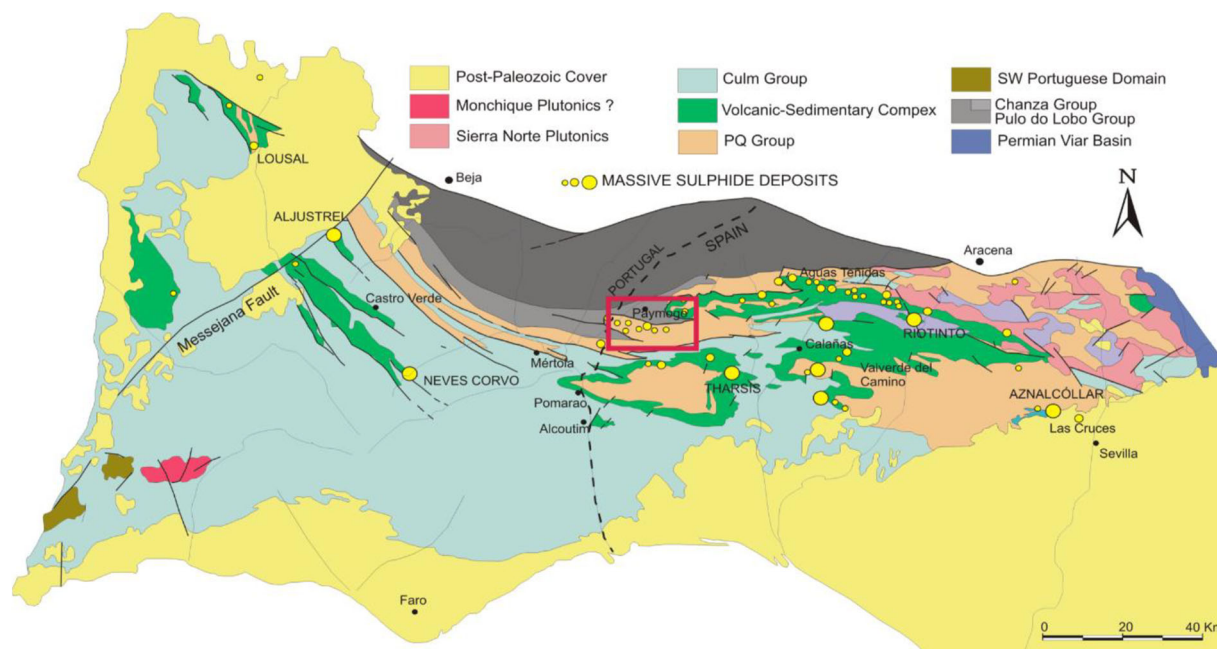 Post-Paleozoic Cover
Monchique Plutonics ?
Sierra Norte Plutonics
Culm Group
Volcanic-Sedimentary Compex
PQ Group
SW Portuguese Domain
Chanza Group
Pulo do Lobo Group
Permian Viar Basin
MASSIVE SULPHIDE DEPOSITS
N
LOUSAL
Beja
ALJUSTREL
PORTUGAL
SPAIN
Aracena
Aguas Teñidas
Messejana Fault
Castro Verde
Paymogo
RIOTINTO
Mértola
Calañas
NEVES CORVO
THARSIS
Valverde del
Camino
Pomarao
AZNALCÓLLAR
Alcoutim
Las Cruces
Sevilla
Faro
0 20 40 Km